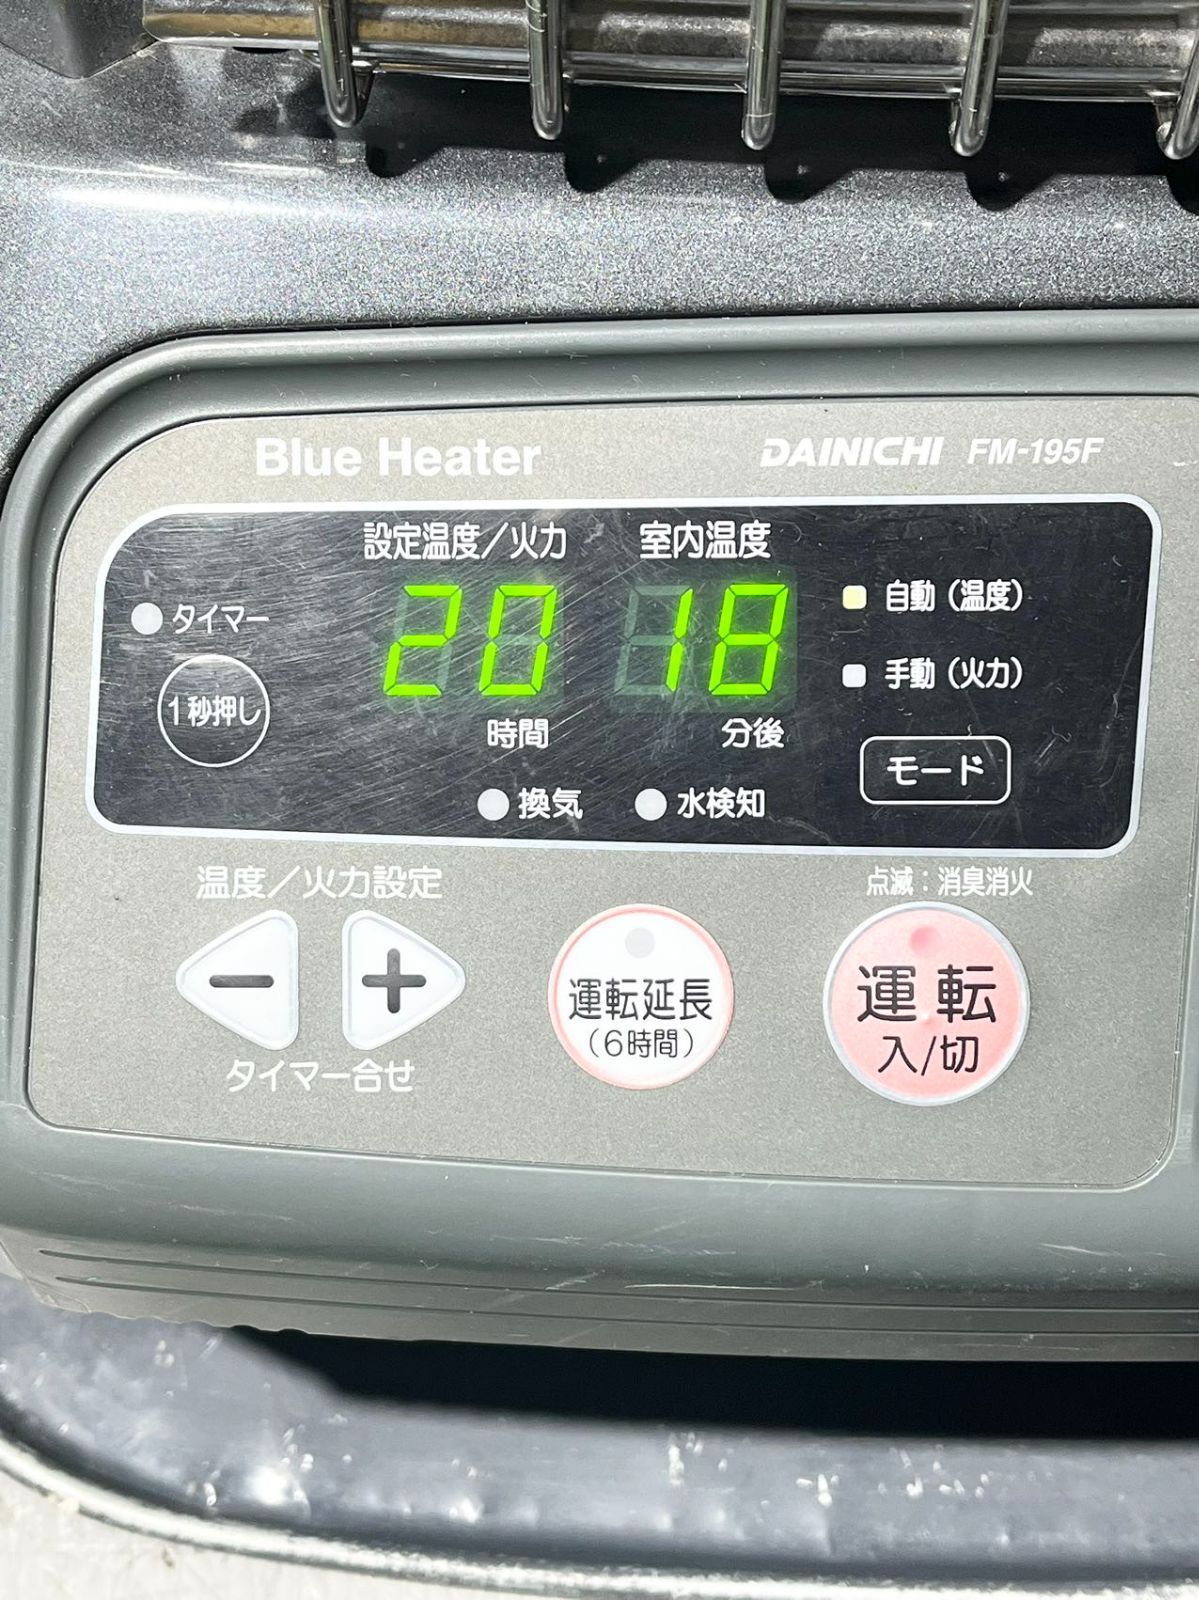 Blue Heater
DAINICHI FM-195F
設定温度／火力 室内温度
タイマー
20 18
自動（温度）
手動（火力）
1秒押し
時間 分後
モード
換気 水検知
温度／火力設定
点滅：消臭消火
− +
運転延長
（6時間）
運転
入/切
タイマー合せ